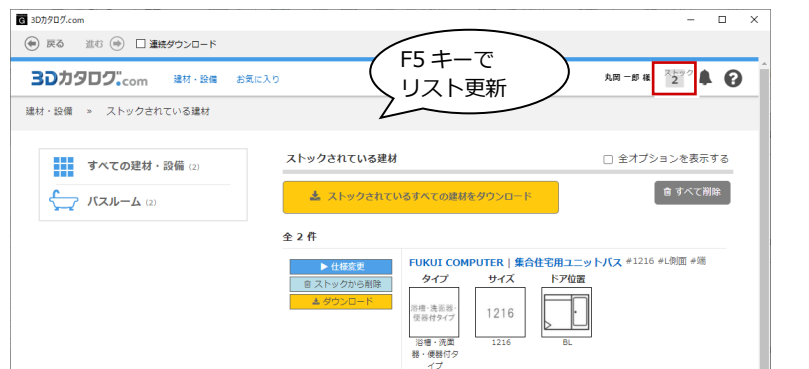 3Dカタログ.com
戻る 進む 連続ダウンロード
F5 キーで
リスト更新
3Dカタログ.com 建材・設備 お気に入り 丸岡 一郎 様 ストック 2
建材・設備 » ストックされている建材
すべての建材・設備 (2)
バスルーム (2)
ストックされている建材 全オプションを表示する
ストックされているすべての建材をダウンロード すべて削除
全 2 件
仕様変更
ストックから削除
ダウンロード
FUKUI COMPUTER | 集合住宅用ユニットバス #1216 #L側面 #端
タイプ サイズ ドア位置
浴槽・洗面器・
便器付タイプ
1216
浴槽・洗面
器・便器付タ
イプ
1216 BL